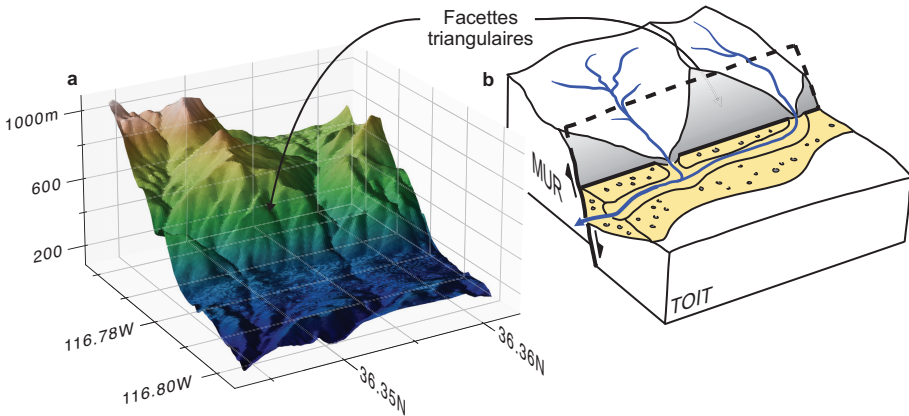 Facettes
triangulaires
a
b
1000m
600
200
116.78W
116.80W
36.35N
36.36N
MUR
TOIT